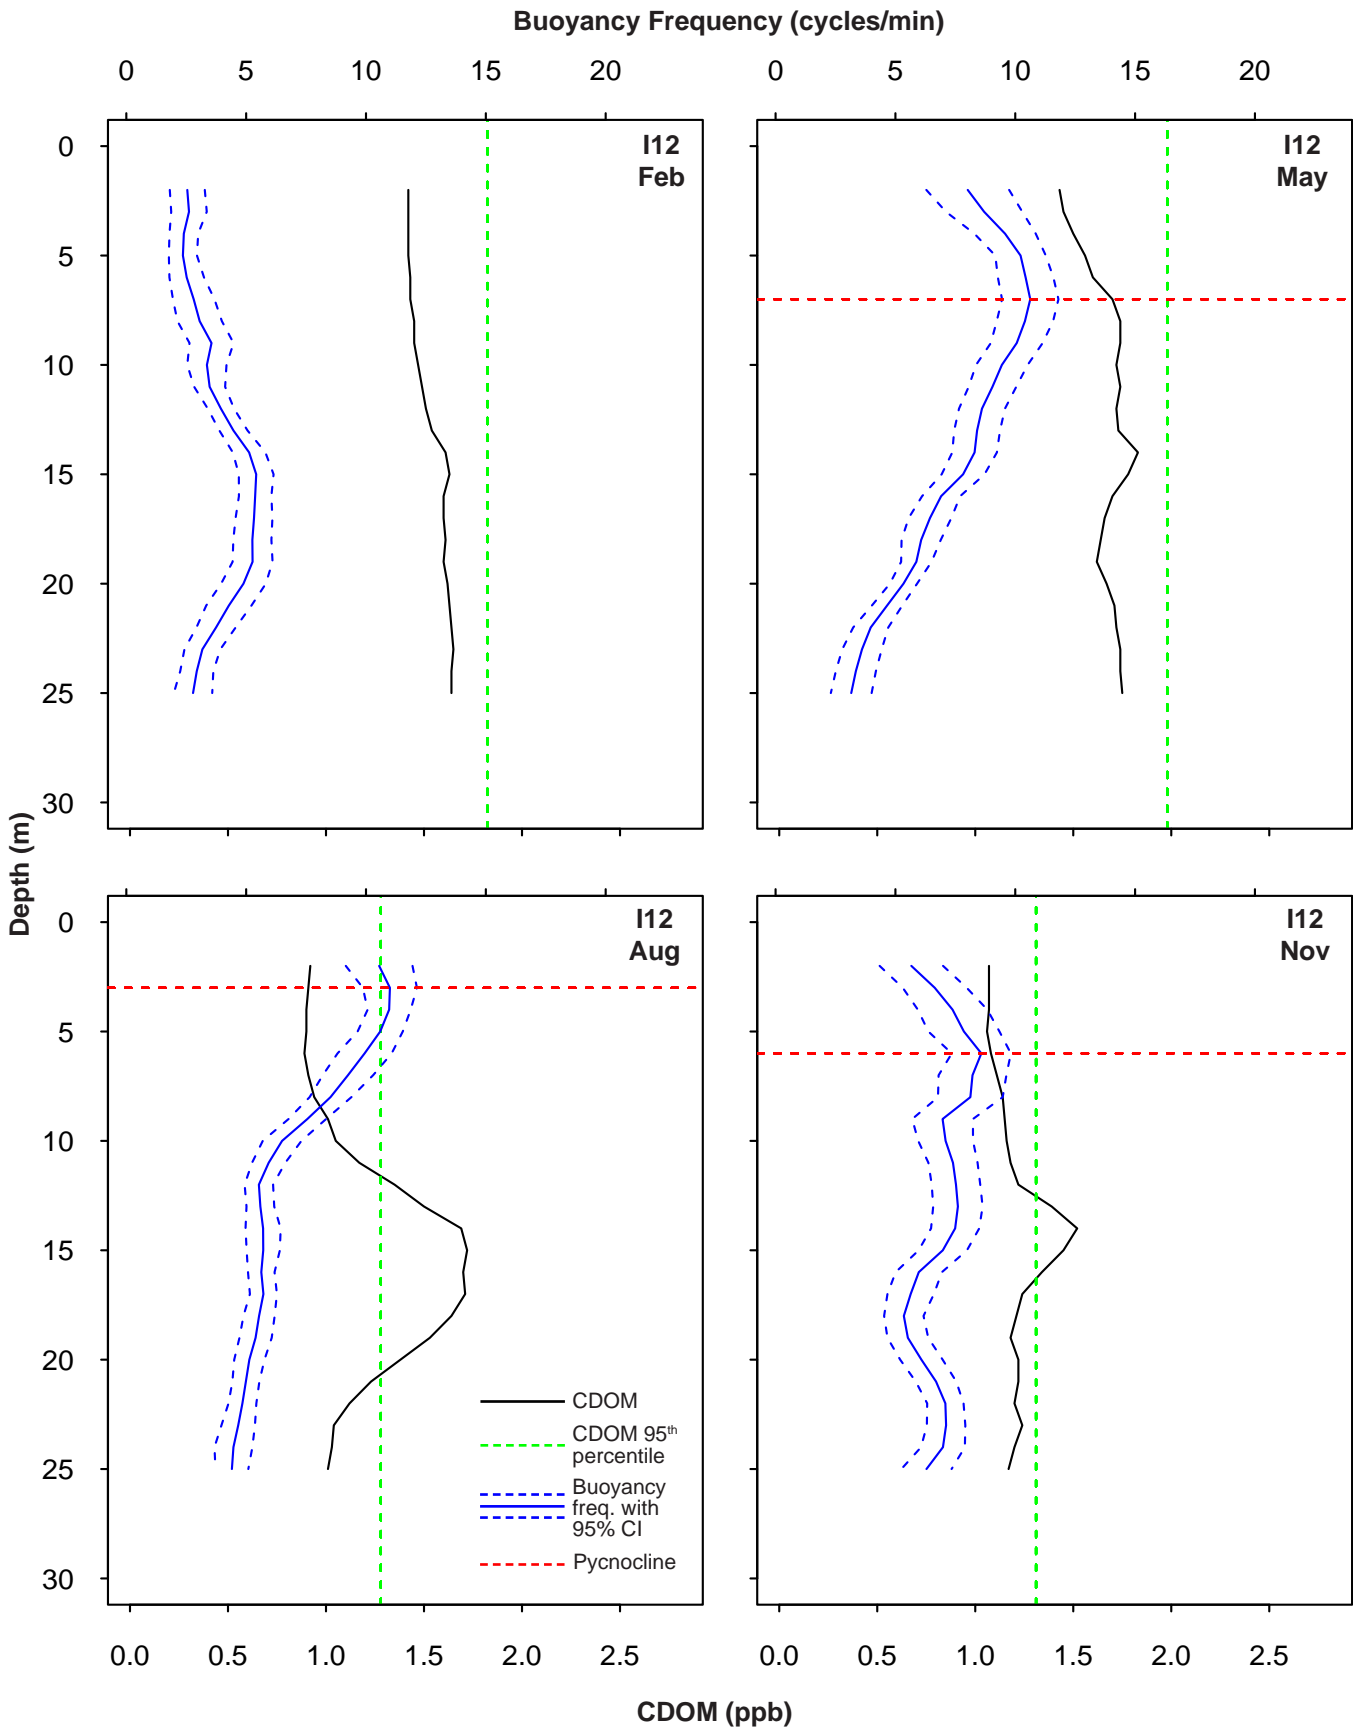 Buoyancy Frequency (cycles/min)
0 5 10 15 20 0 5 10 15 20
I12
Feb
I12
May
0
5
10
15
20
25
30
Depth (m)
I12
Aug
I12
Nov
0
5
10
15
20
25
30
CDOM
CDOM 95th
percentile
Buoyancy
freq. with
95% CI
Pycnocline
0.0 0.5 1.0 1.5 2.0 2.5 0.0 0.5 1.0 1.5 2.0 2.5
CDOM (ppb)